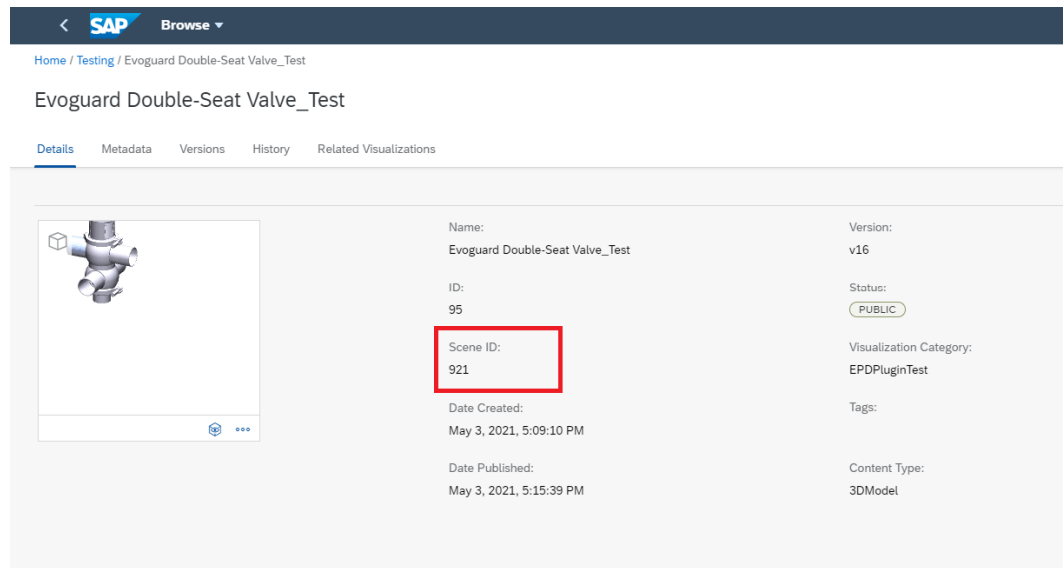 SAP Browse
Home / Testing / Evoguard Double-Seat Valve_Test
Evoguard Double-Seat Valve_Test
Details Metadata Versions History Related Visualizations
Name: Version:
Evoguard Double-Seat Valve_Test v16
ID: Status:
95 PUBLIC
Scene ID: Visualization Category:
921 EPDPluginTest
Date Created: Tags:
May 3, 2021, 5:09:10 PM
Date Published: Content Type:
May 3, 2021, 5:15:39 PM 3DModel